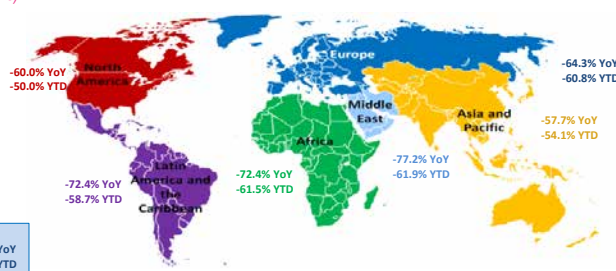 Europe
-64.3% YoY
-60.8% YTD
North
America
-60.0% YoY
-50.0% YTD
Middle
East
Asia and
Pacific
-57.7% YoY
-54.1% YTD
Africa
-77.2% YoY
-61.9% YTD
Latin
America and
the
Caribbean
-72.4% YoY
-58.7% YTD
-72.4% YoY
-61.5% YTD
YoY
YTD